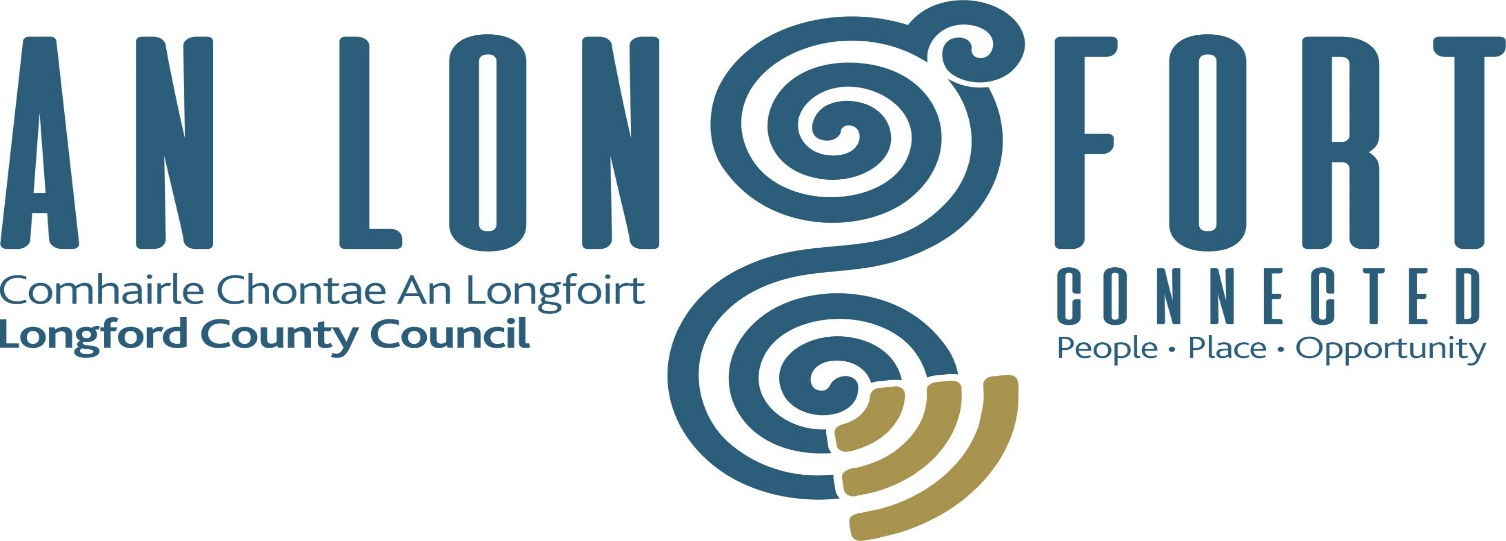 AN LONgFORT
Comhairle Chontae An Longfoirt
Longford County Council
CONNECTED
People • Place • Opportunity